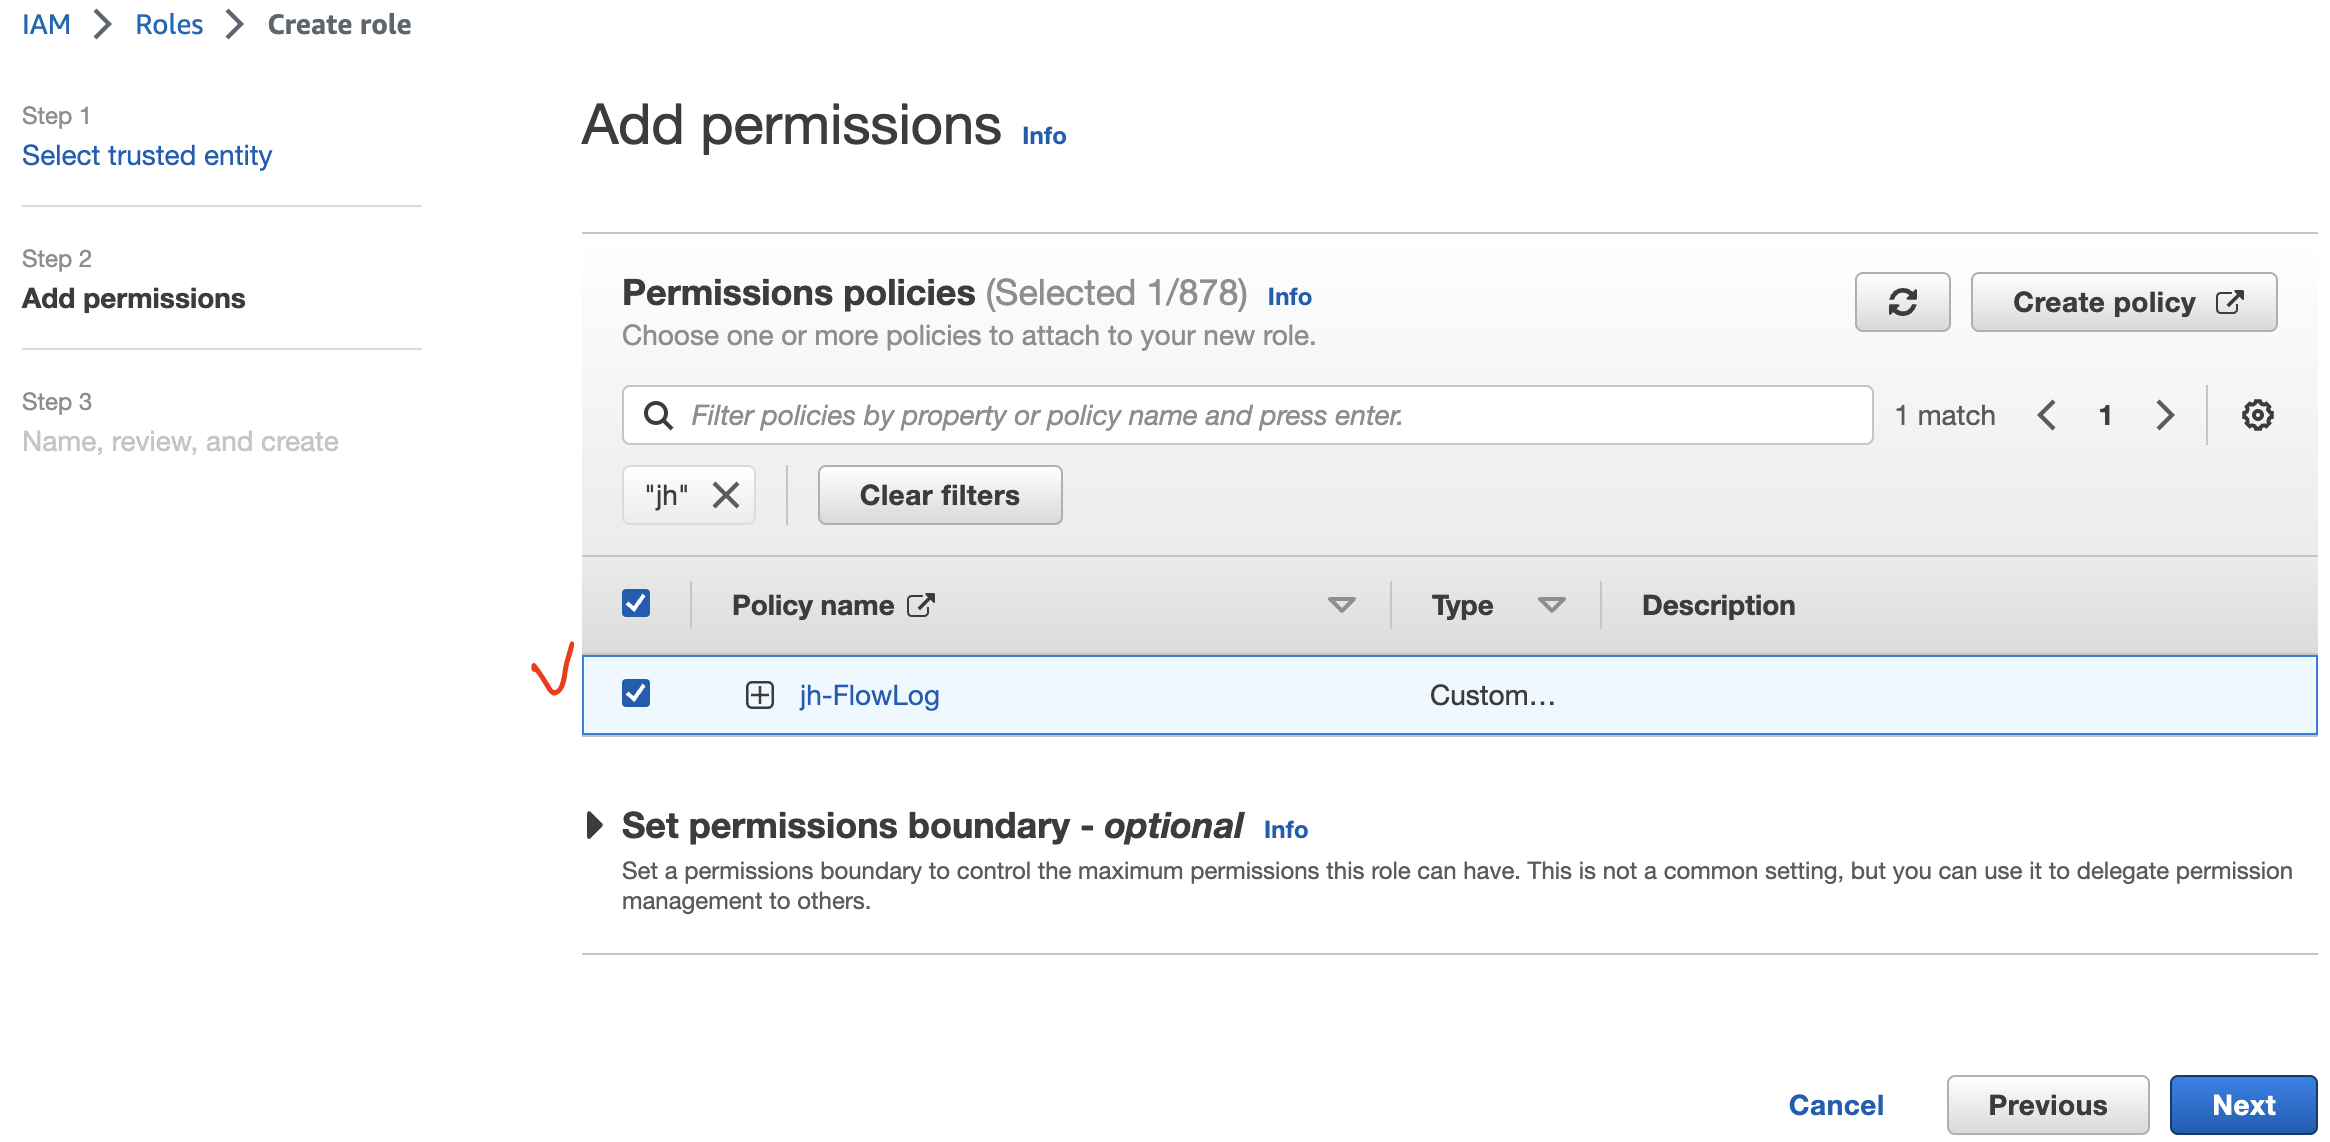 IAM > Roles > Create role
Step 1
Select trusted entity
Step 2
Add permissions
Step 3
Name, review, and create
Add permissions Info
Permissions policies (Selected 1/878) Info
Choose one or more policies to attach to your new role.
Create policy
Filter policies by property or policy name and press enter.
1 match
1
"jh"
Clear filters
Policy name
Type
Description
jh-FlowLog
Custom...
Set permissions boundary - optional Info
Set a permissions boundary to control the maximum permissions this role can have. This is not a common setting, but you can use it to delegate permission
management to others.
Cancel
Previous
Next